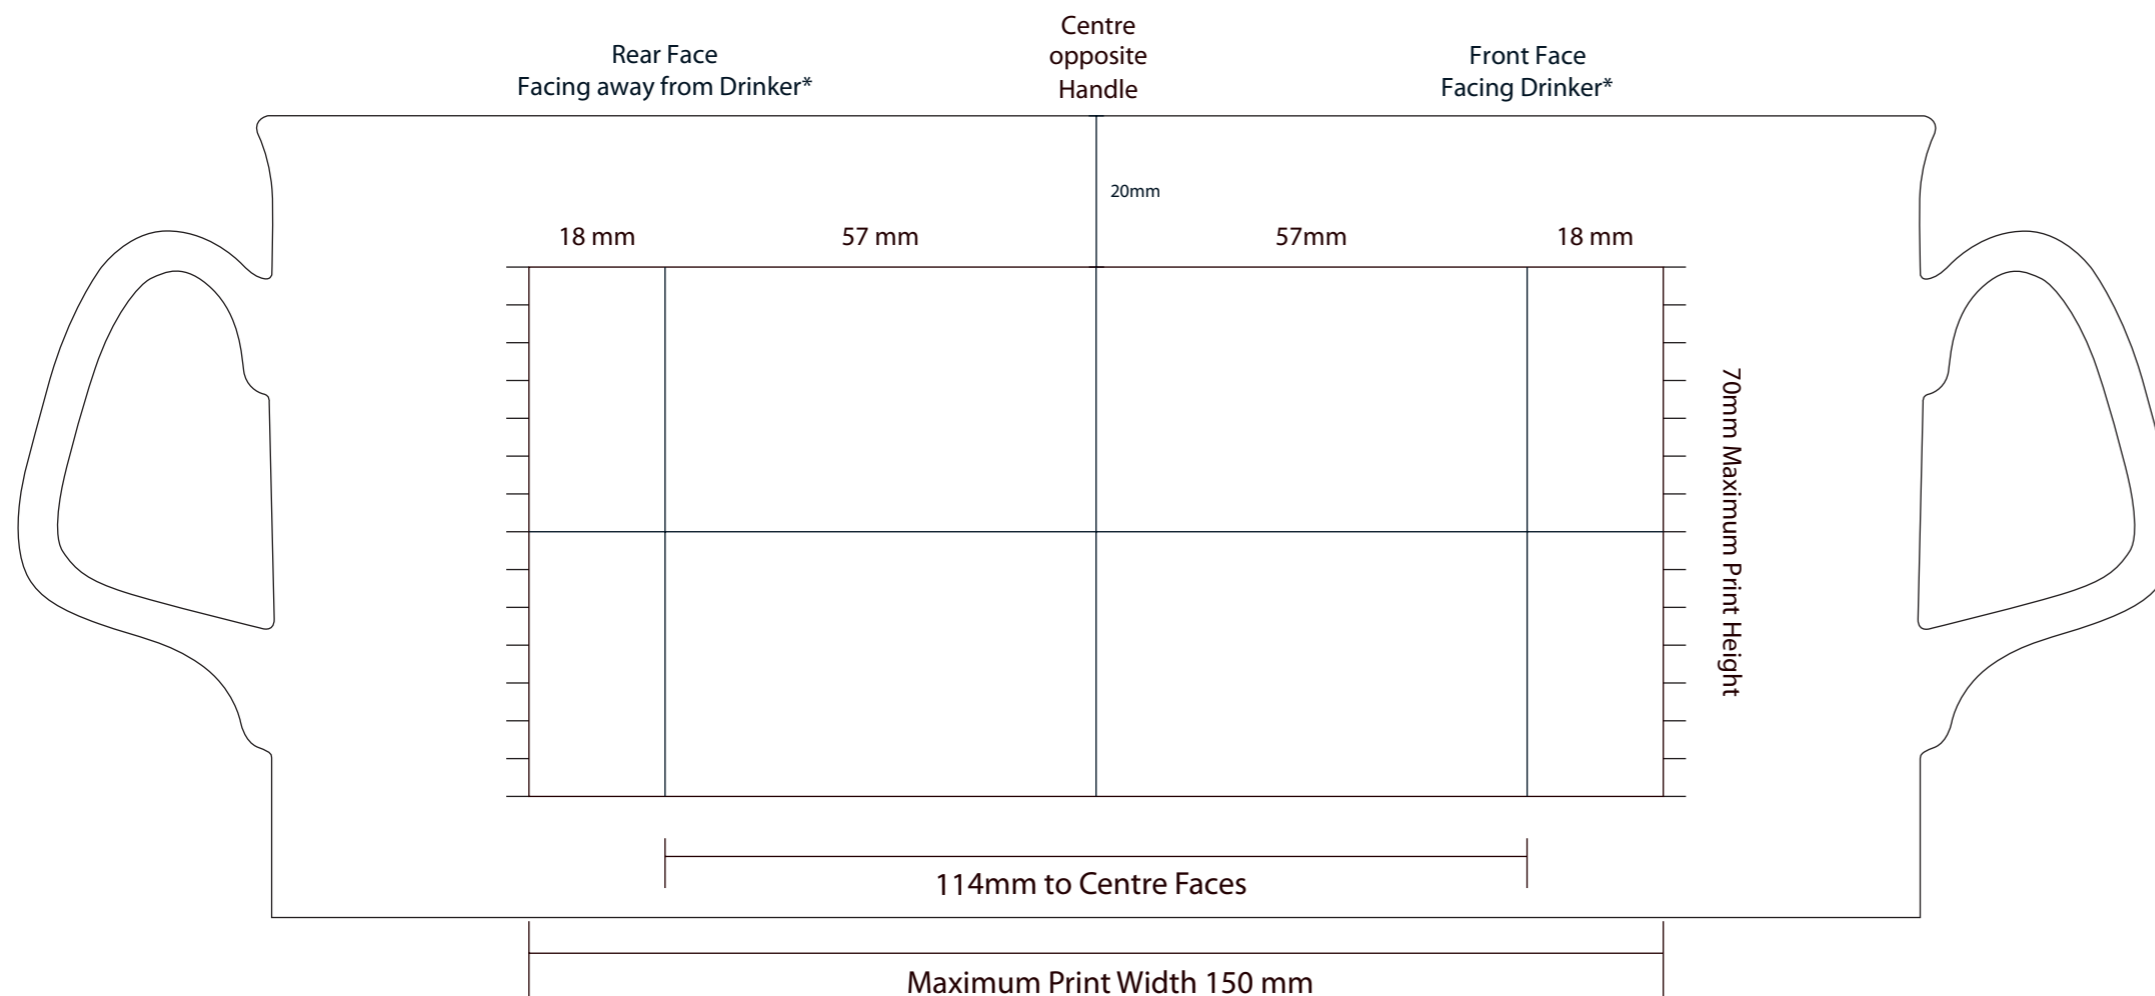 Centre
opposite
Handle
Rear Face
Facing away from Drinker*
Front Face
Facing Drinker*
20mm
18 mm
57 mm
57mm
18 mm
70mm Maximum Print Height
114mm to Centre Faces
Maximum Print Width 150 mm